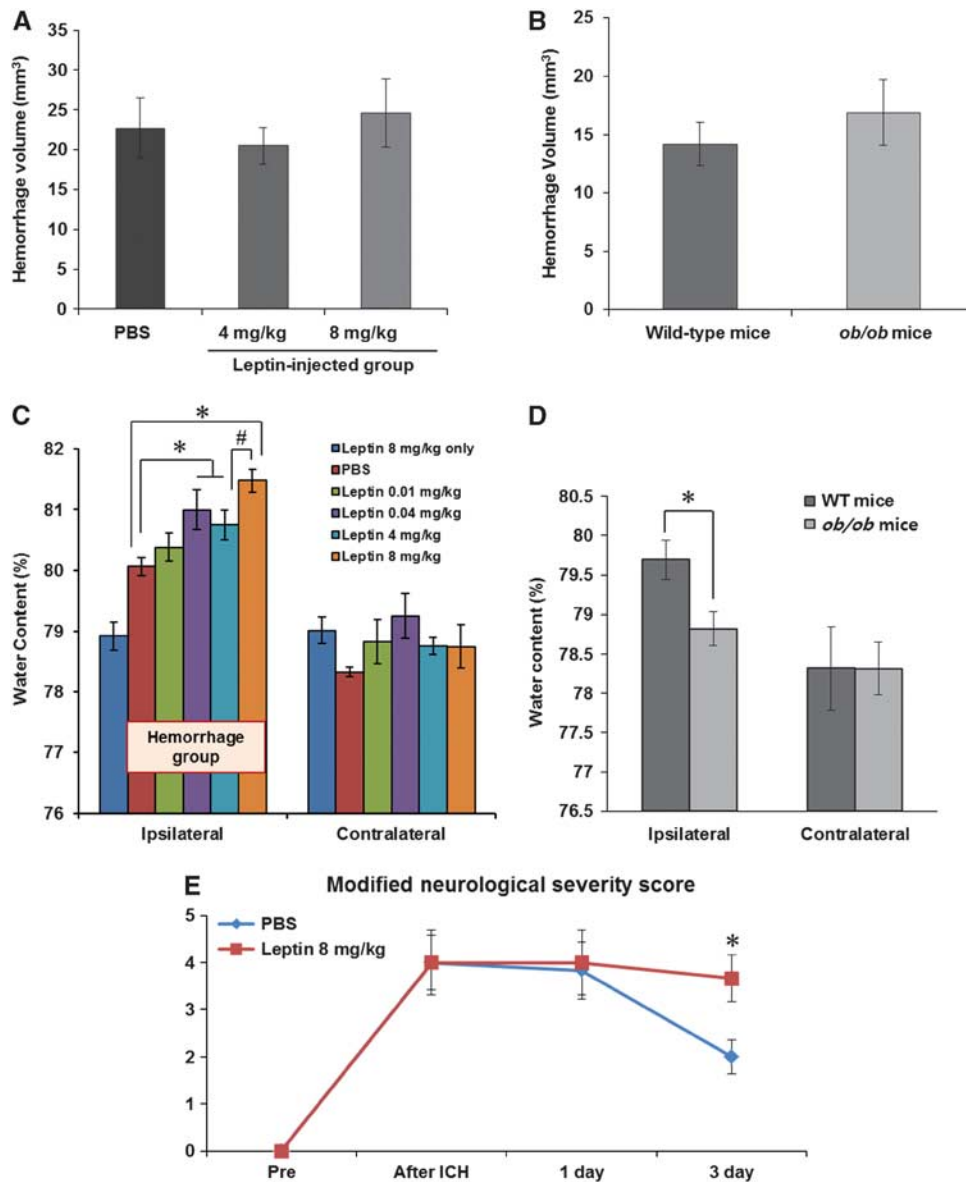 A
Hemorrhage volume (mm³)
35
30
25
20
15
10
5
0
PBS
4 mg/kg
8 mg/kg
Leptin-injected group
B
Hemorrhage Volume (mm³)
25
20
15
10
5
0
Wild-type mice
ob/ob mice
C
Water Content (%)
82
81
80
79
78
77
76
*
*
#
Leptin 8 mg/kg only
PBS
Leptin 0.01 mg/kg
Leptin 0.04 mg/kg
Leptin 4 mg/kg
Leptin 8 mg/kg
Hemorrhage
group
Ipsilateral
Contralateral
D
Water content (%)
80.5
80
79.5
79
78.5
78
77.5
77
76.5
*
WT mice
ob/ob mice
Ipsilateral
Contralateral
E
Modified neurological severity score
PBS
Leptin 8 mg/kg
5
4
3
2
1
0
*
Pre
After ICH
1 day
3 day